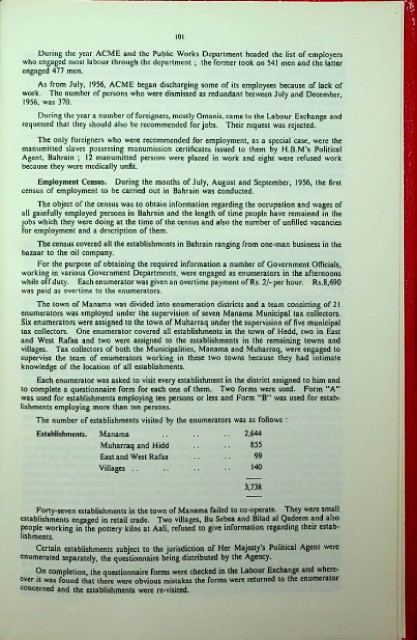 101
During the year ACME and the Public Works Department headed the list of employers
who engaged most labour through the department ; the former took on 541 men and the latter
engaged 477 men.
As from July, 1956, ACME began discharging some of its employees because of lack of
work. The number of persons who were dismissed as redundant between July and December,
1956, was 370.
During the year a number of foreigners, mostly Omanis, came to the Labour Exchange and
requested that they should also be recommended for jobs. Their request was rejected.
The only foreigners who were recommended for employment, as a special case, were the
manumitted slaves possessing manumission certificates issued to them by H.B.M's Political
Agent, Bahrain ; 12 manumitted persons were placed in work and eight were refused work
because they were medically unfit.
Employment Census. During the months of July, August and September, 1956, the first
census of employment to be carried out in Bahrain was conducted.
The object of the census was to obtain information regarding the occupation and wages of
all gainfully employed persons in Bahrain and the length of time people have remained in the
jobs which they were doing at the time of the census and also the number of unfilled vacancies
for employment and a description of them.
The census covered all the establishments in Bahrain ranging from one-man business in the
bazaar to the oil company.
For the purpose of obtaining the required information a number of Government Officials,
working in various Government Departments, were engaged as enumerators in the afternoons
while off duty. Each enumerator was given an overtime payment of Rs. 2/- per hour. Rs.8,690
was paid as overtime to the enumerators.
The town of Manama was divided into enumeration districts and a team consisting of 21
enumerators was employed under the supervision of seven Manama Municipal tax collectors.
Six enumerators were assigned to the town of Muharraq under the supervision of five municipal
tax collectors. One enumerator covered all establishments in the town of Hedd, two in East
and West Rafaa and two were assigned to the establishments in the remaining towns and
villages. Tax collectors of both the Municipalities, Manama and Muharraq, were engaged to
supervise the team of enumerators working in these two towns because they had intimate
knowledge of the location of all establishments.
Each enumerator was asked to visit every establishment in the district assigned to him and
to complete a questionnaire form for each one of them. Two forms were used. Form "A"
was used for establishments employing ten persons or less and Form "B" was used for estab-
lishments employing more than ten persons.
The number of establishments visited by the enumerators was as follows :
Establishments. Manama .. .. .. 2,644
Muharraq and Hidd .. .. 855
East and West Rafaa .. .. 99
Villages .. .. .. .. 140
3,738
Forty-seven establishments in the town of Manama failed to co-operate. They were small
establishments engaged in retail trade. Two villages, Bu Sebea and Bilad al Qadeem and also
people working in the pottery kilns at Aali, refused to give information regarding their estab-
lishments.
Certain establishments subject to the jurisdiction of Her Majesty's Political Agent were
enumerated separately, the questionnaire being distributed by the Agency.
On completion, the questionnaire forms were checked in the Labour Exchange and where-
ever it was found that there were obvious mistakes the forms were returned to the enumerator
concerned and the establishments were re-visited.